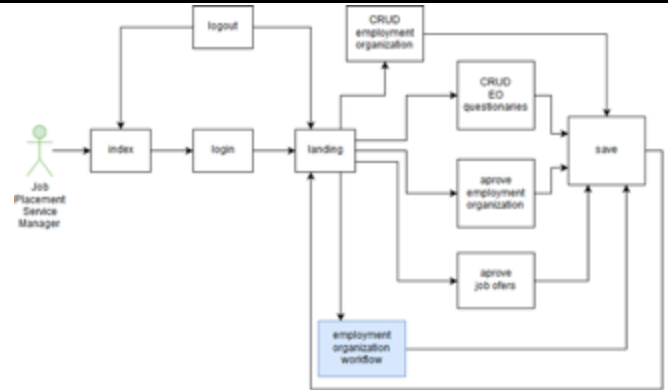 logout
CRUD
employment
organization
CRUD
EO
questionaries
index
login
landing
save
Job
Placement
Service
Manager
aprove
employment
organization
aprove
job ofers
employment
organization
workflow